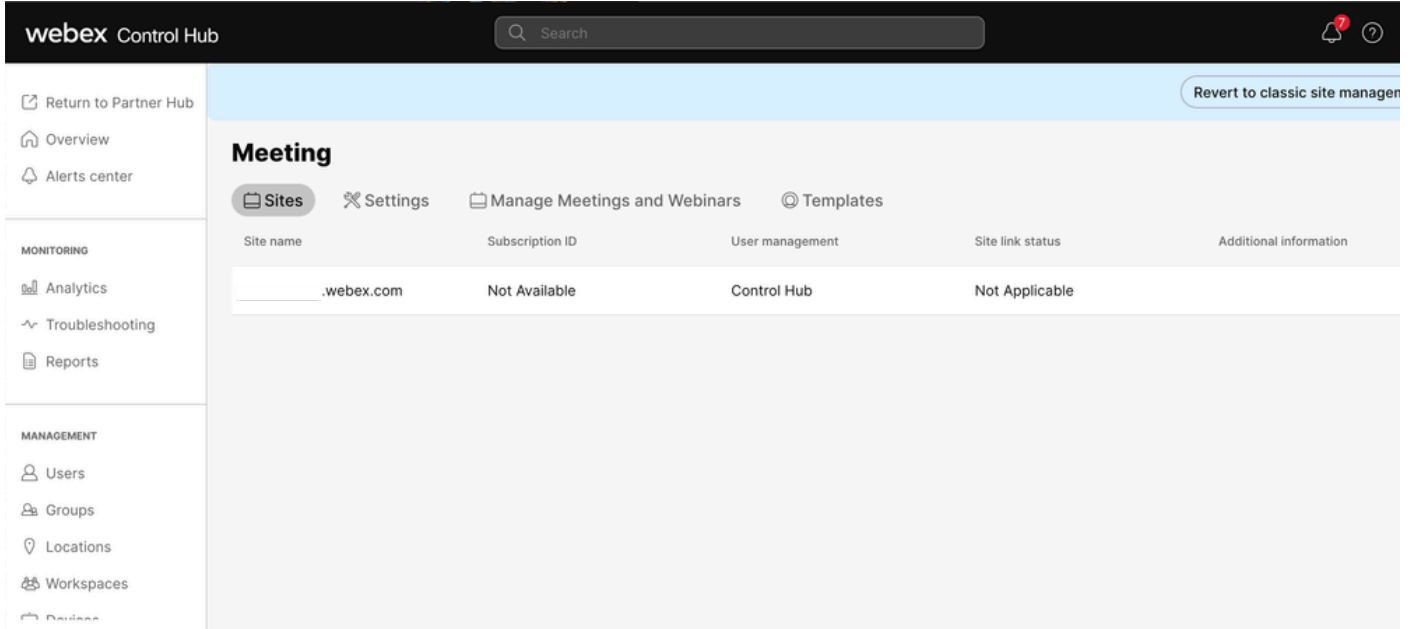 webex Control Hub
Search
7
Return to Partner Hub
Overview
Alerts center
MONITORING
Analytics
Troubleshooting
Reports
MANAGEMENT
Users
Groups
Locations
Workspaces
Devices
Revert to classic site managem
Meeting
Sites Settings Manage Meetings and Webinars Templates
Site name Subscription ID User management Site link status Additional information
.webex.com Not Available Control Hub Not Applicable